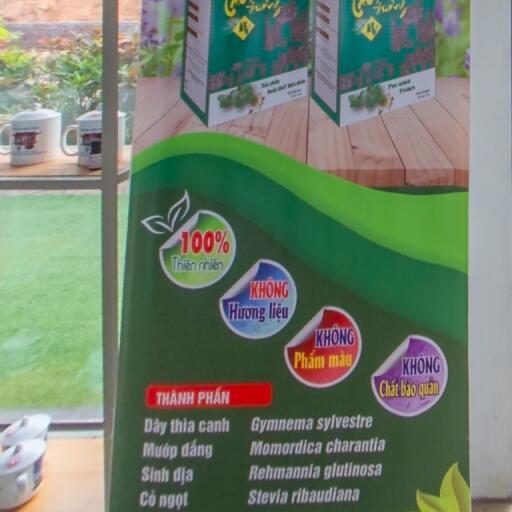 100%
Thiên nhiên
KHÔNG
Hương liệu
KHÔNG
Phẩm màu
KHÔNG
Chất bảo quản
THÀNH PHẦN
Dây thìa canh Gymnema sylvestre
Mướp đắng Momordica charantia
Sinh địa Rehmannia glutinosa
Cỏ ngọt Stevia ribaudiana